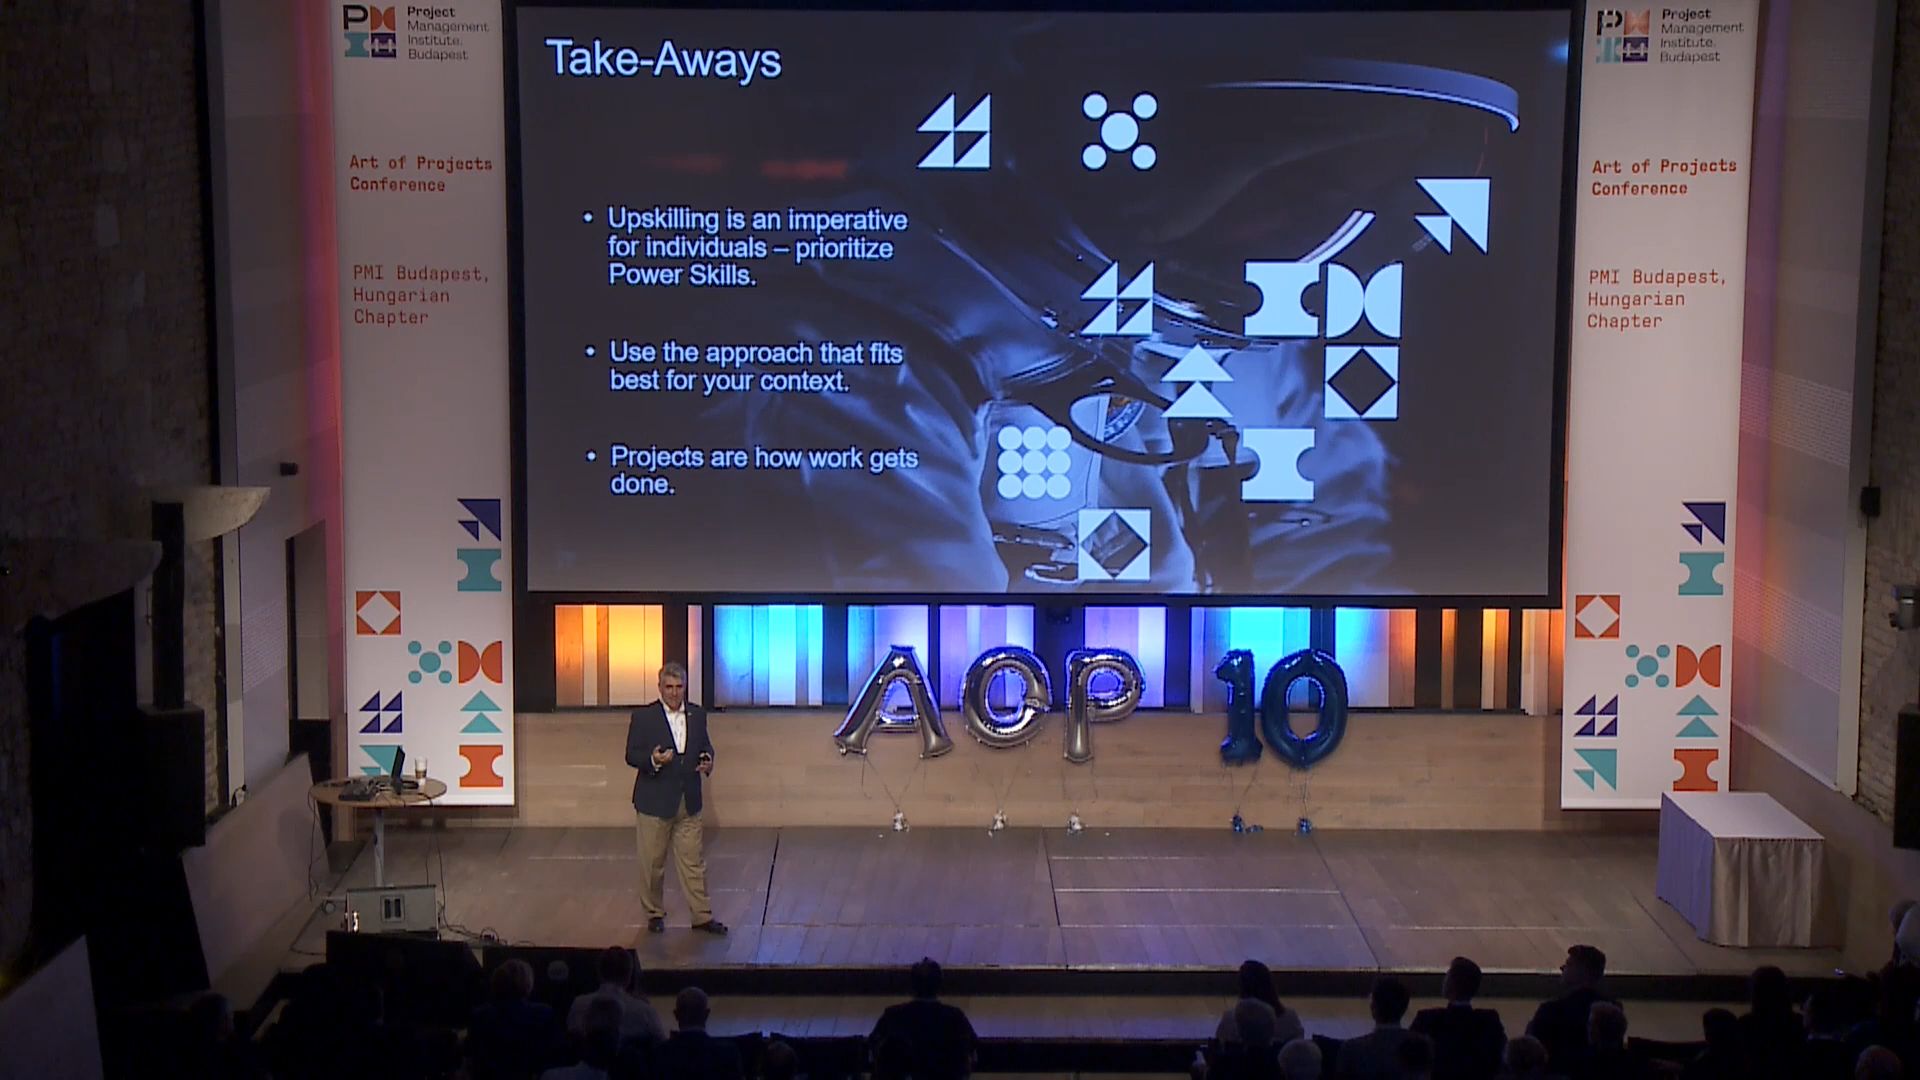 Project
Management
Institute.
Budapest
Art of Projects
Conference
PMI Budapest,
Hungarian
Chapter
Take-Aways
• Upskilling is an imperative
for individuals – prioritize
Power Skills.
• Use the approach that fits
best for your context.
• Projects are how work gets
done.
AOP 10
Project
Management
Institute.
Budapest
Art of Projects
Conference
PMI Budapest,
Hungarian
Chapter